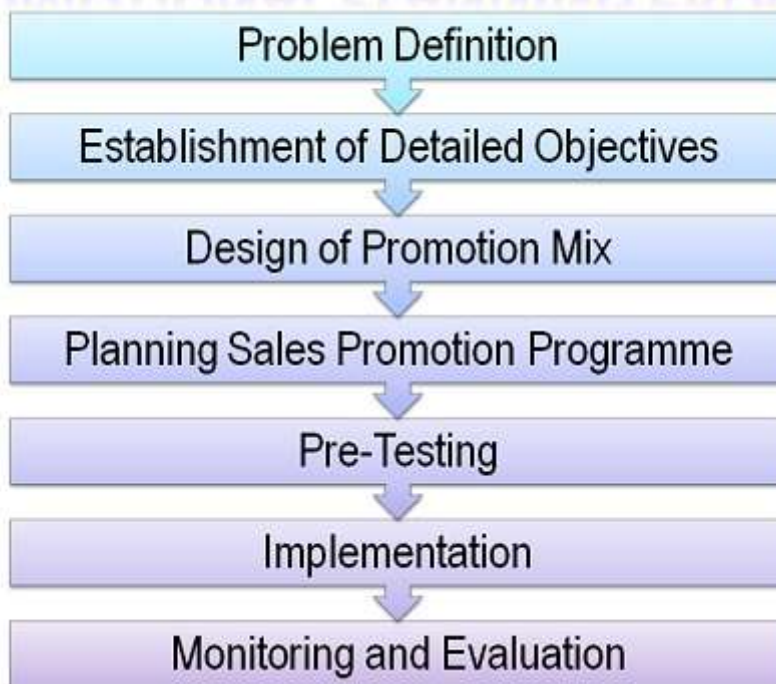 Problem Definition
Establishment of Detailed Objectives
Design of Promotion Mix
Planning Sales Promotion Programme
Pre-Testing
Implementation
Monitoring and Evaluation